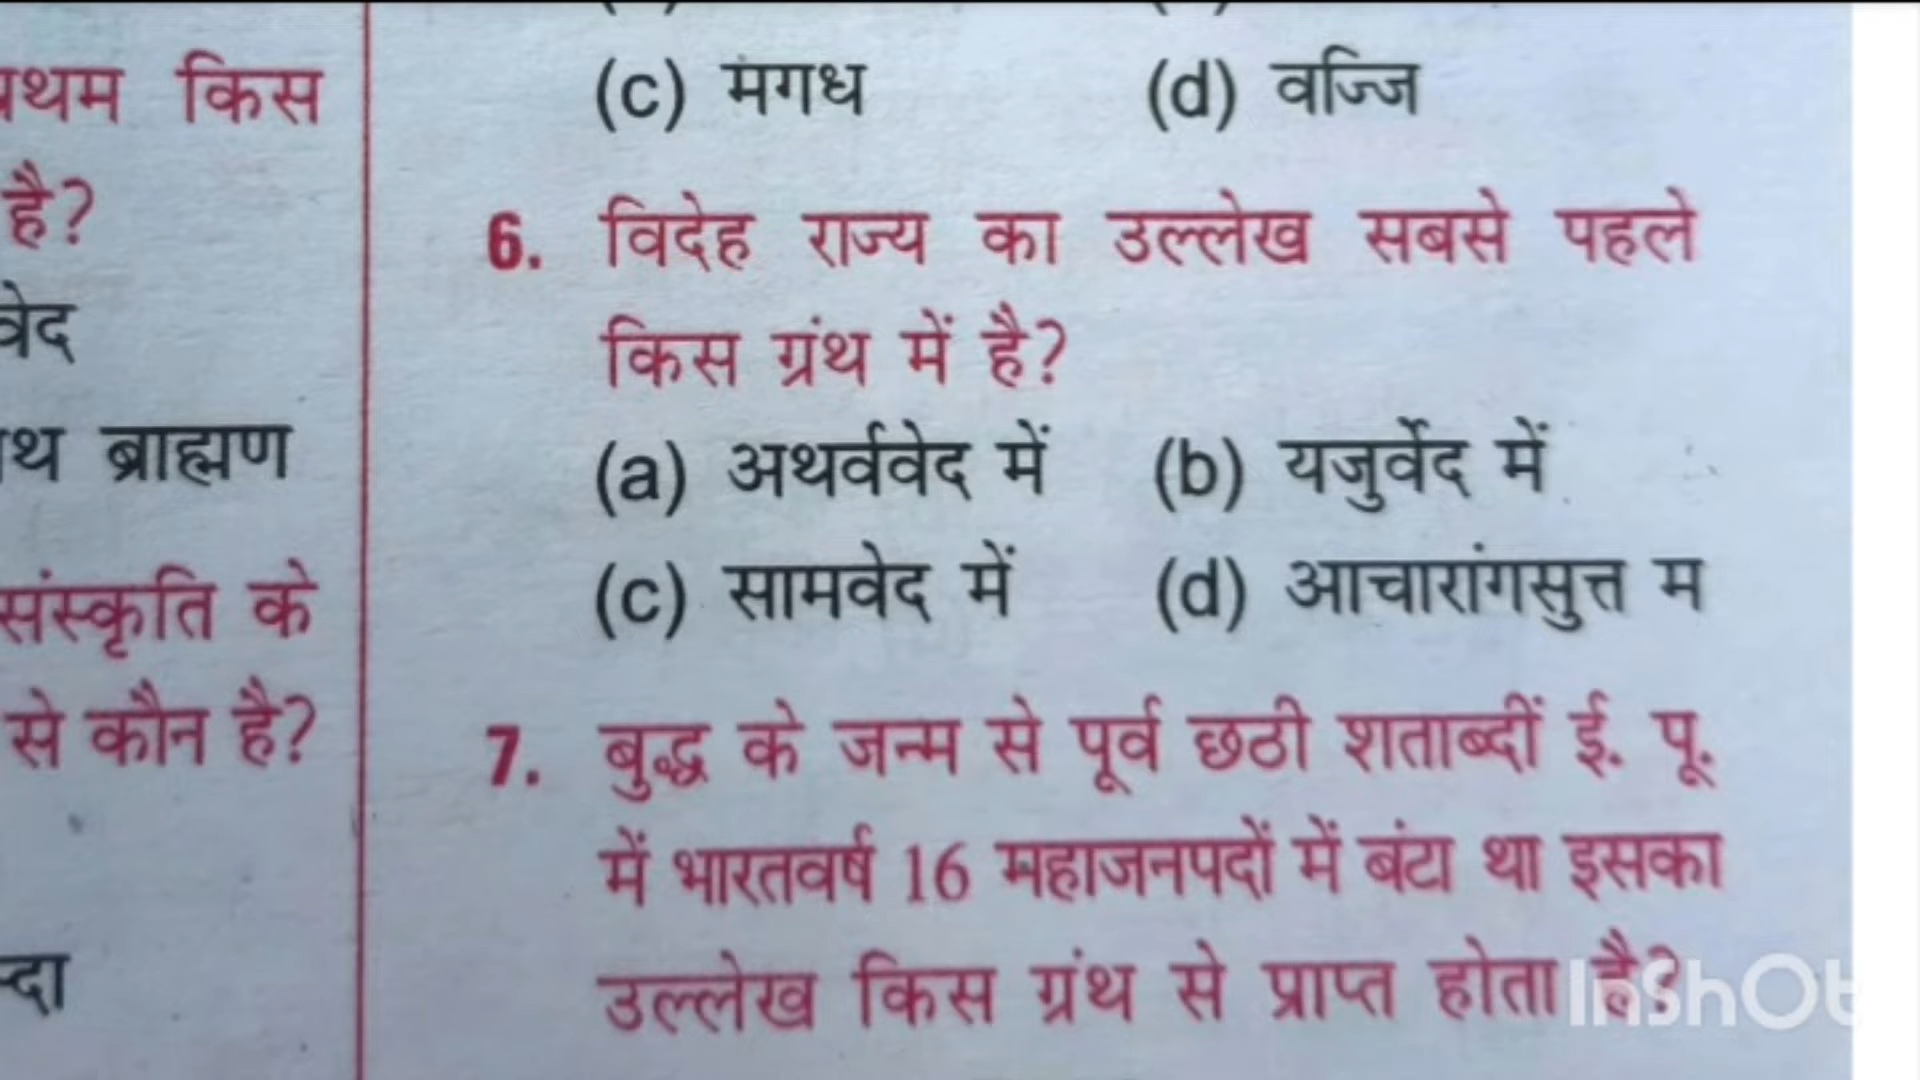 किस
है?
वेद
ब्राह्मण
संस्कृति के
से कौन है?
(c) मगध (d) वज्जि
6. विदेह राज्य का उल्लेख सबसे पहले
किस ग्रंथ में है?
(a) अथर्ववेद में (b) यजुर्वेद में
(c) सामवेद में (d) आचारांगसुत्त म
7. बुद्ध के जन्म से पूर्व छठी शताब्दीं ई. पू.
में भारतवर्ष 16 महाजनपदों में बंटा था इसका
उल्लेख किस ग्रंथ से प्राप्त होता है?
InShOt